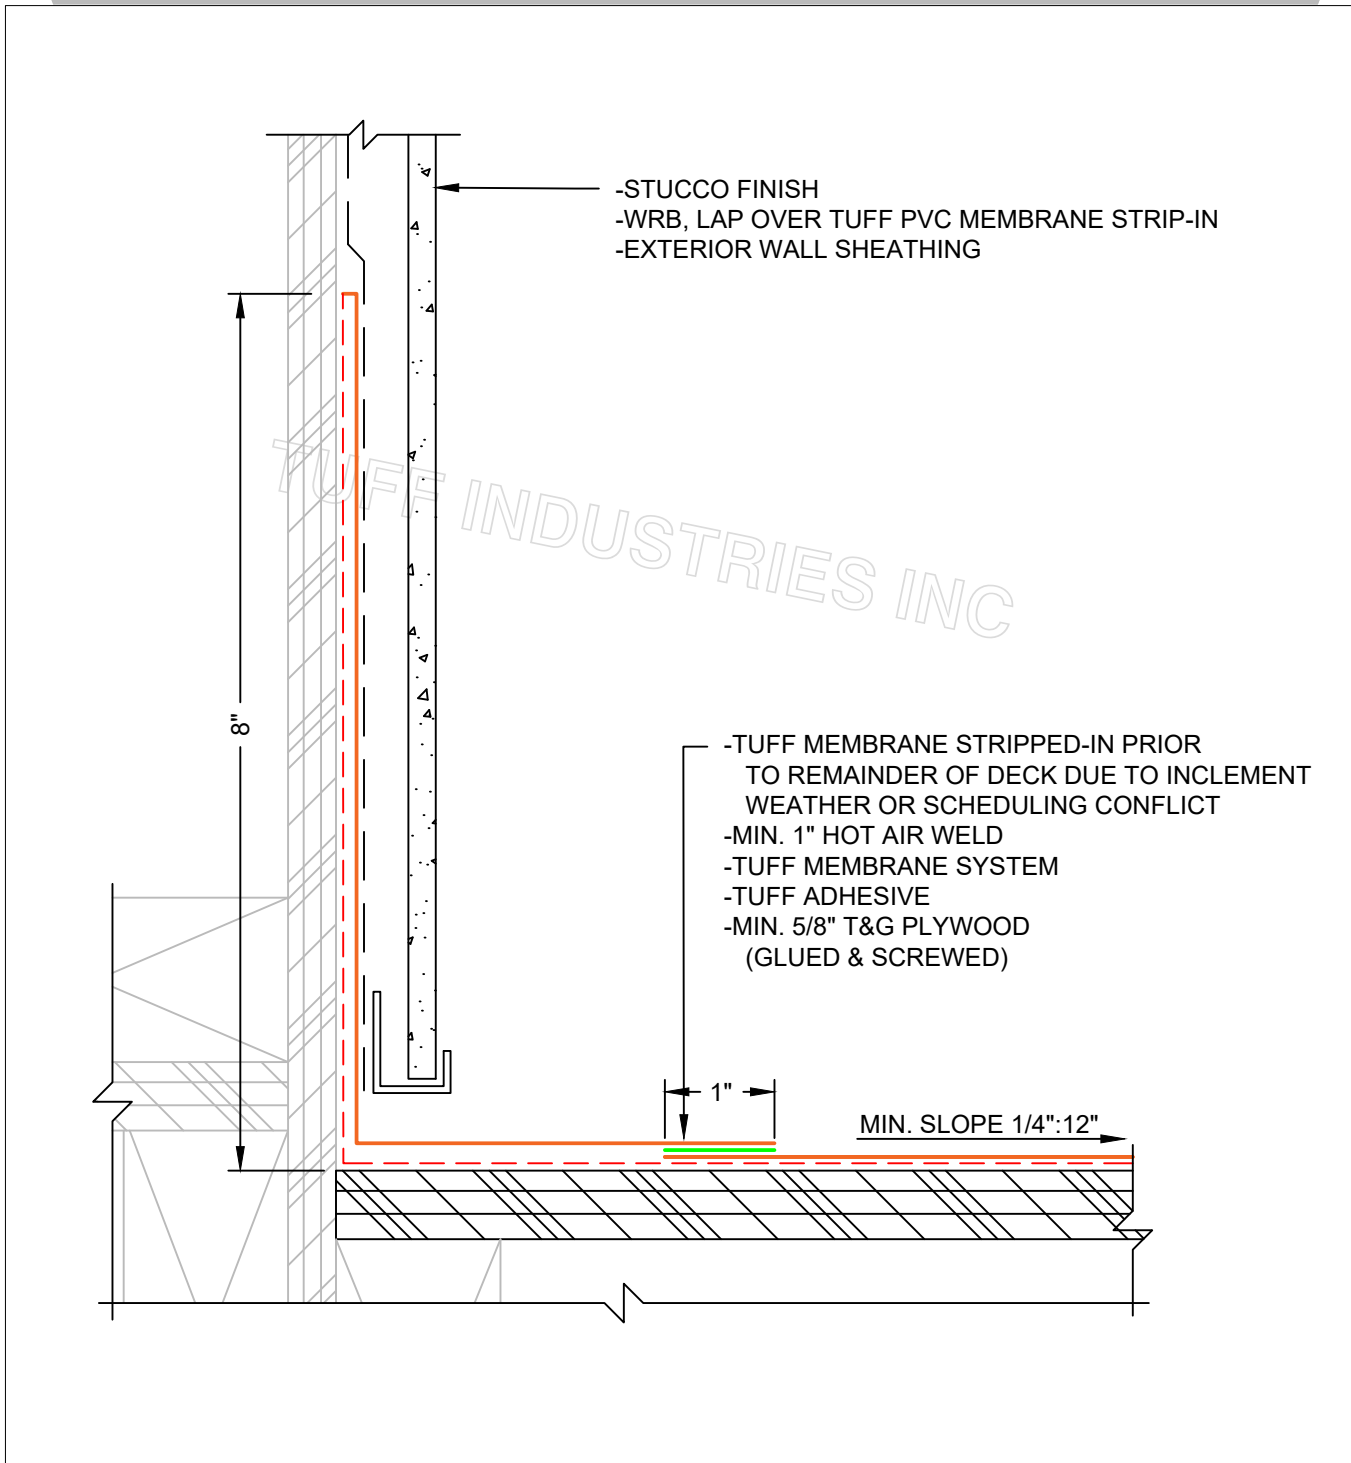 -STUCCO FINISH
-WRB, LAP OVER TUFF PVC MEMBRANE STRIP-IN
-EXTERIOR WALL SHEATHING
TUFF INDUSTRIES INC
8"
-TUFF MEMBRANE STRIPPED-IN PRIOR
TO REMAINDER OF DECK DUE TO INCLEMENT
WEATHER OR SCHEDULING CONFLICT
-MIN. 1" HOT AIR WELD
-TUFF MEMBRANE SYSTEM
-TUFF ADHESIVE
-MIN. 5/8" T&G PLYWOOD
(GLUED & SCREWED)
1"
MIN. SLOPE 1/4":12"